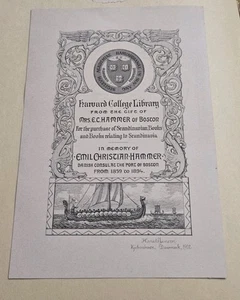 Harvard College Library
FROM THE GIFT OF
MRS. E.C. HAMMER OF BOSTON
For the purchase of Scandinavian Books
and Books relating to Scandinavia
IN MEMORY OF
EMIL CHRISTIAN HAMMER
DANISH CONSUL AT THE PORT OF BOSTON
FROM 1859 TO 1894.
Denmark